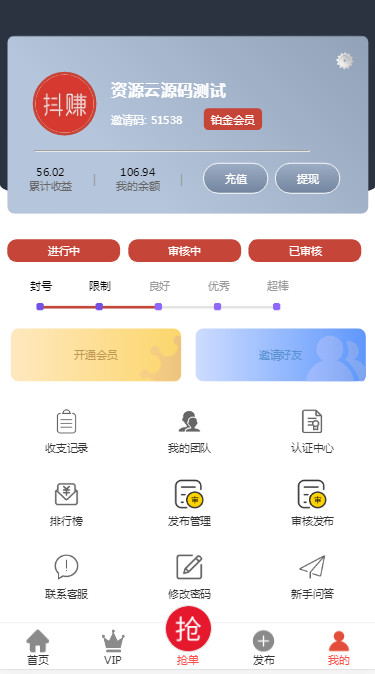 抖赚
资源云源码测试
邀请码: 51538
铂金会员
56.02
106.94
累计收益
我的余额
充值
提现
进行中
审核中
已审核
封号
限制
良好
优秀
超棒
开通会员
邀请好友
收支记录
我的团队
认证中心
排行榜
审
发布管理
审
审核发布
联系客服
修改密码
新手问答
首页
VIP
抢
抢单
发布
我的